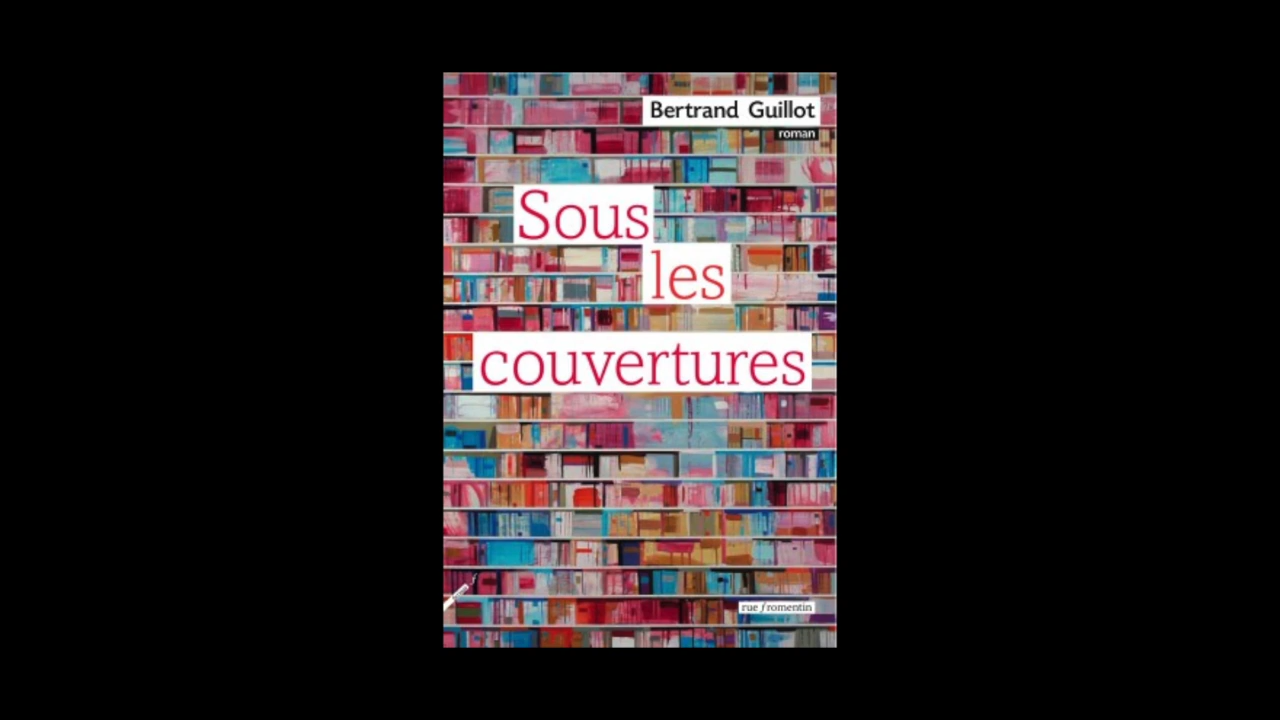 Bertrand Guillot
roman
Sous
les
couvertures
rue fromentin